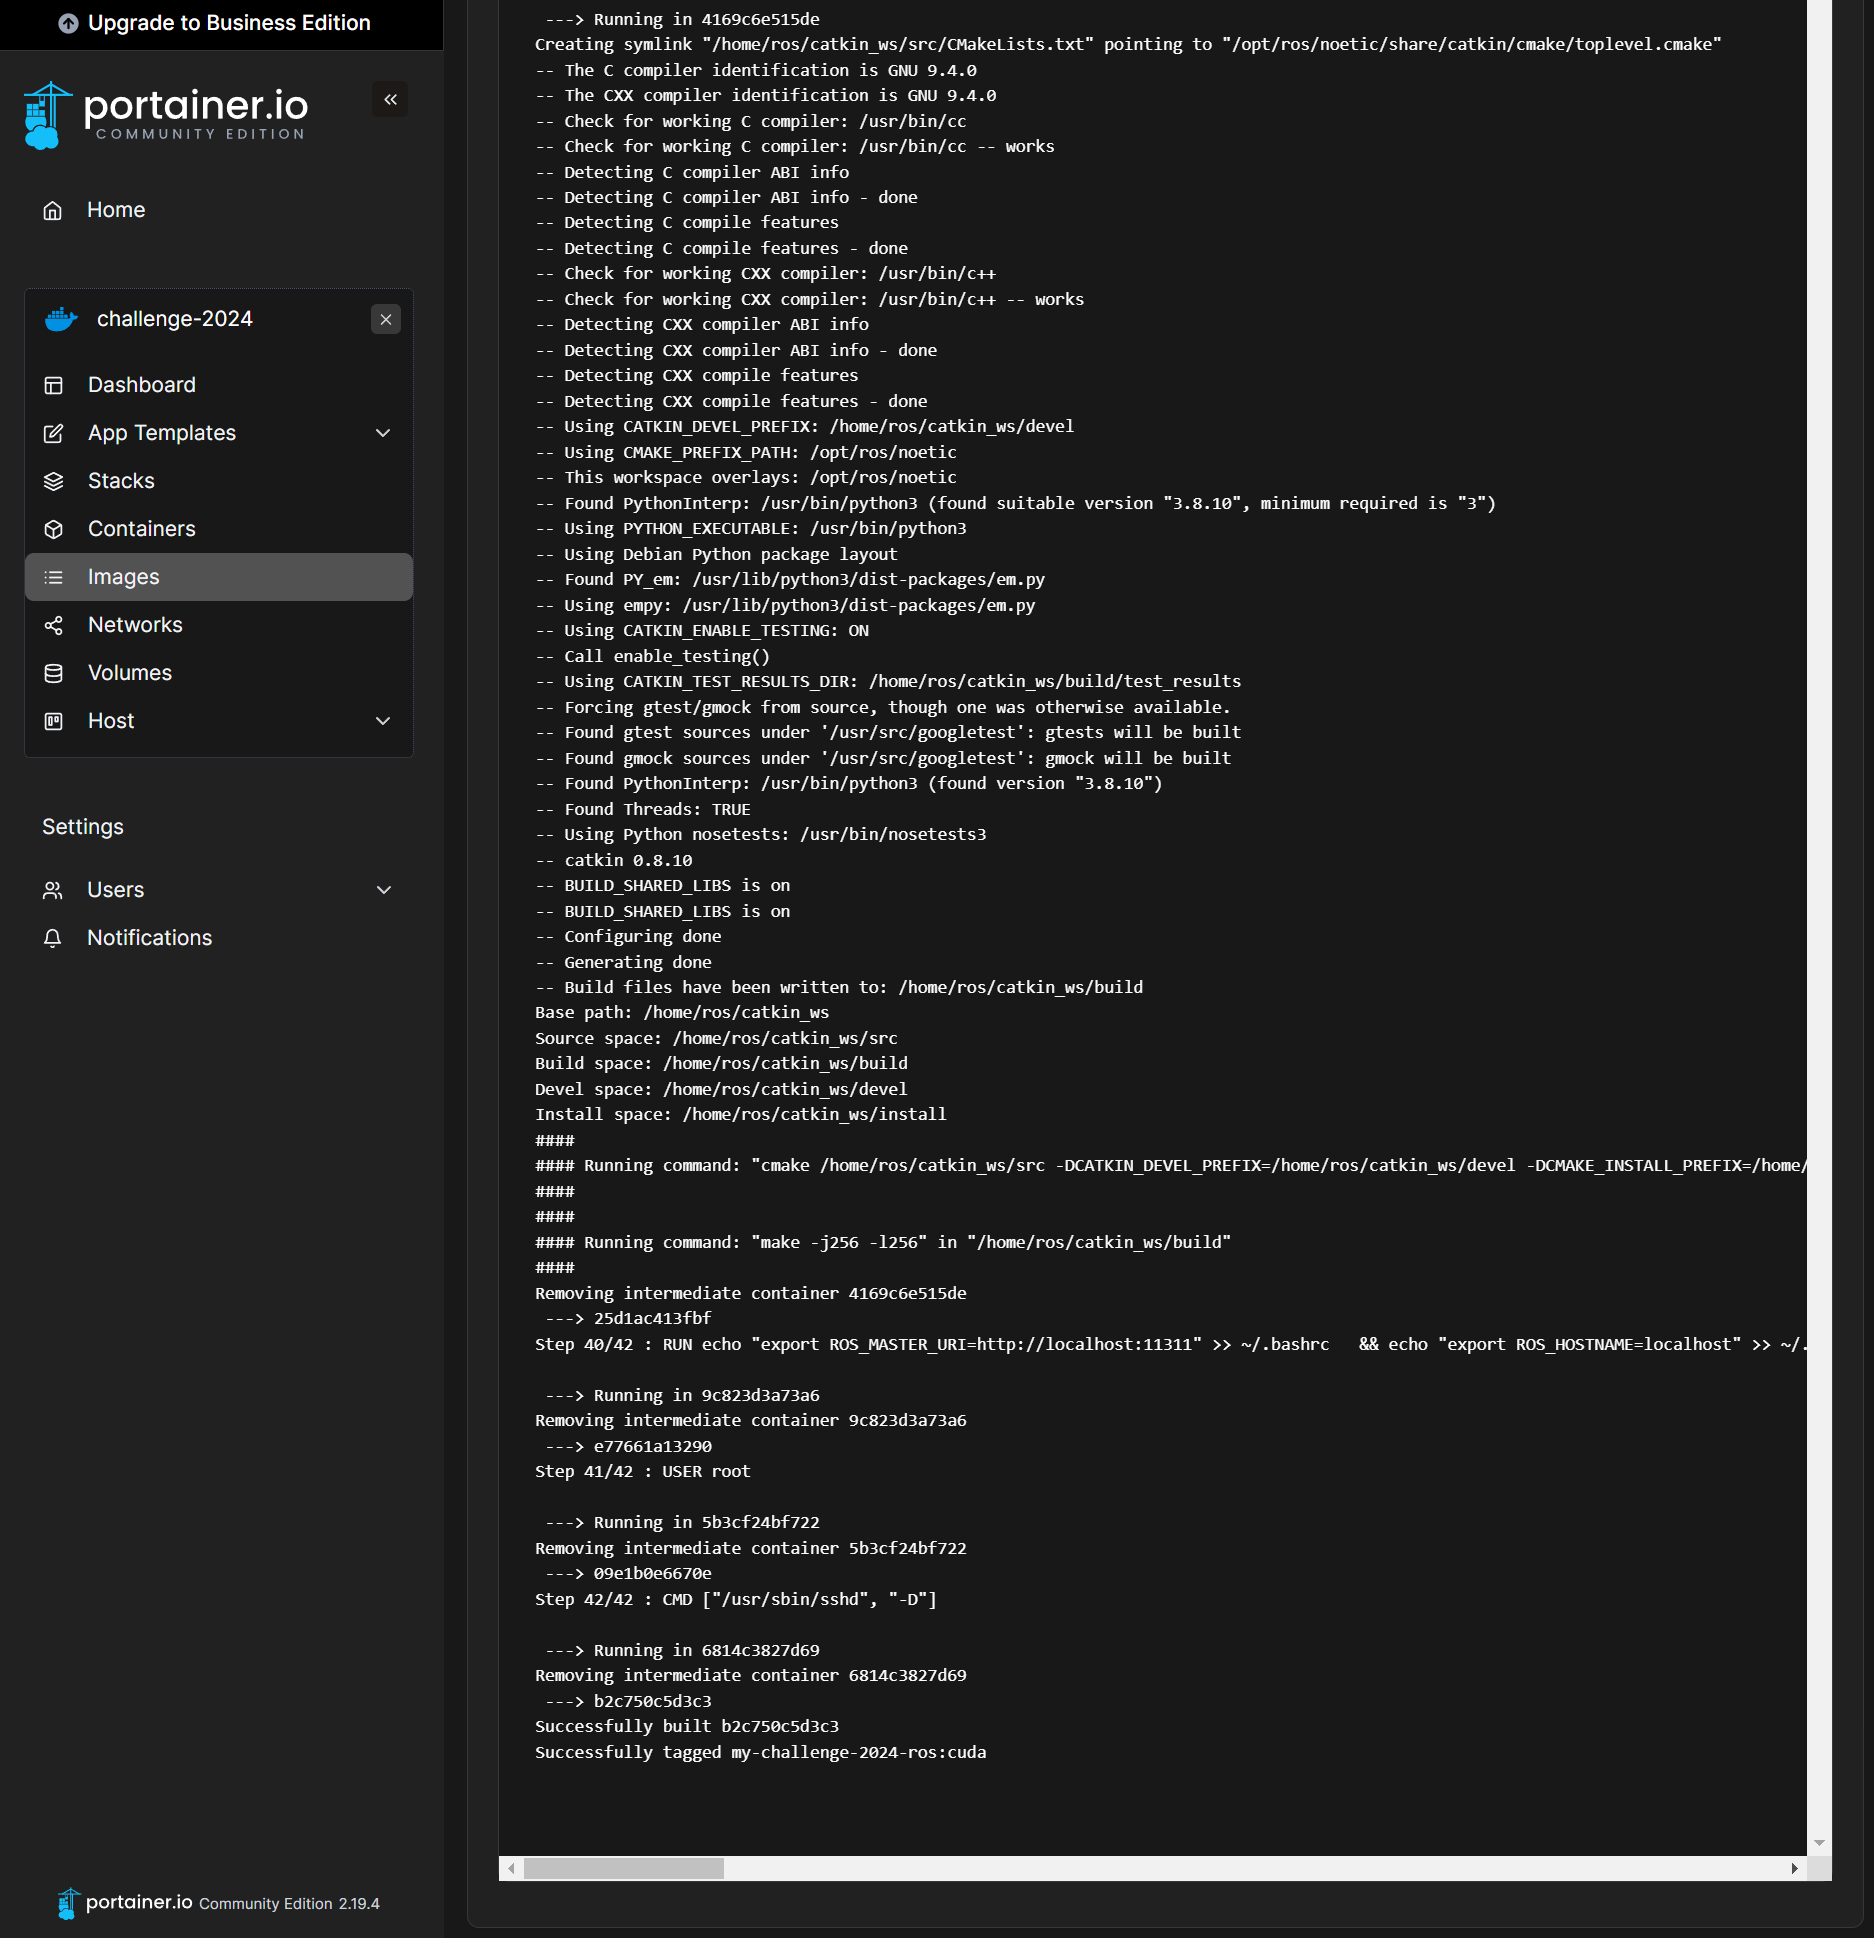 Upgrade to Business Edition
portainer.io
COMMUNITY EDITION
Home
challenge-2024
Dashboard
App Templates
Stacks
Containers
Images
Networks
Volumes
Host
Settings
Users
Notifications
portainer.io Community Edition 2.19.4
 ---> Running in 4169c6e515de
Creating symlink "/home/ros/catkin_ws/src/CMakeLists.txt" pointing to "/opt/ros/noetic/share/catkin/cmake/toplevel.cmake"
-- The C compiler identification is GNU 9.4.0
-- The CXX compiler identification is GNU 9.4.0
-- Check for working C compiler: /usr/bin/cc
-- Check for working C compiler: /usr/bin/cc -- works
-- Detecting C compiler ABI info
-- Detecting C compiler ABI info - done
-- Detecting C compile features
-- Detecting C compile features - done
-- Check for working CXX compiler: /usr/bin/c++
-- Check for working CXX compiler: /usr/bin/c++ -- works
-- Detecting CXX compiler ABI info
-- Detecting CXX compiler ABI info - done
-- Detecting CXX compile features
-- Detecting CXX compile features - done
-- Using CATKIN_DEVEL_PREFIX: /home/ros/catkin_ws/devel
-- Using CMAKE_PREFIX_PATH: /opt/ros/noetic
-- This workspace overlays: /opt/ros/noetic
-- Found PythonInterp: /usr/bin/python3 (found suitable version "3.8.10", minimum required is "3")
-- Using PYTHON_EXECUTABLE: /usr/bin/python3
-- Using Debian Python package layout
-- Found PY_em: /usr/lib/python3/dist-packages/em.py
-- Using empy: /usr/lib/python3/dist-packages/em.py
-- Using CATKIN_ENABLE_TESTING: ON
-- Call enable_testing()
-- Using CATKIN_TEST_RESULTS_DIR: /home/ros/catkin_ws/build/test_results
-- Forcing gtest/gmock from source, though one was otherwise available.
-- Found gtest sources under '/usr/src/googletest': gtests will be built
-- Found gmock sources under '/usr/src/googletest': gmock will be built
-- Found PythonInterp: /usr/bin/python3 (found version "3.8.10")
-- Found Threads: TRUE
-- Using Python nosetests: /usr/bin/nosetests3
-- catkin 0.8.10
-- BUILD_SHARED_LIBS is on
-- BUILD_SHARED_LIBS is on
-- Configuring done
-- Generating done
-- Build files have been written to: /home/ros/catkin_ws/build
Base path: /home/ros/catkin_ws
Source space: /home/ros/catkin_ws/src
Build space: /home/ros/catkin_ws/build
Devel space: /home/ros/catkin_ws/devel
Install space: /home/ros/catkin_ws/install
####
#### Running command: "cmake /home/ros/catkin_ws/src -DCATKIN_DEVEL_PREFIX=/home/ros/catkin_ws/devel -DCMAKE_INSTALL_PREFIX=/home/
####
####
#### Running command: "make -j256 -l256" in "/home/ros/catkin_ws/build"
####
Removing intermediate container 4169c6e515de
 ---> 25d1ac413fbf
Step 40/42 : RUN echo "export ROS_MASTER_URI=http://localhost:11311" >> ~/.bashrc   && echo "export ROS_HOSTNAME=localhost" >> ~/.
 ---> Running in 9c823d3a73a6
Removing intermediate container 9c823d3a73a6
 ---> e77661a13290
Step 41/42 : USER root
 ---> Running in 5b3cf24bf722
Removing intermediate container 5b3cf24bf722
 ---> 09e1b0e6670e
Step 42/42 : CMD ["/usr/sbin/sshd", "-D"]
 ---> Running in 6814c3827d69
Removing intermediate container 6814c3827d69
 ---> b2c750c5d3c3
Successfully built b2c750c5d3c3
Successfully tagged my-challenge-2024-ros:cuda